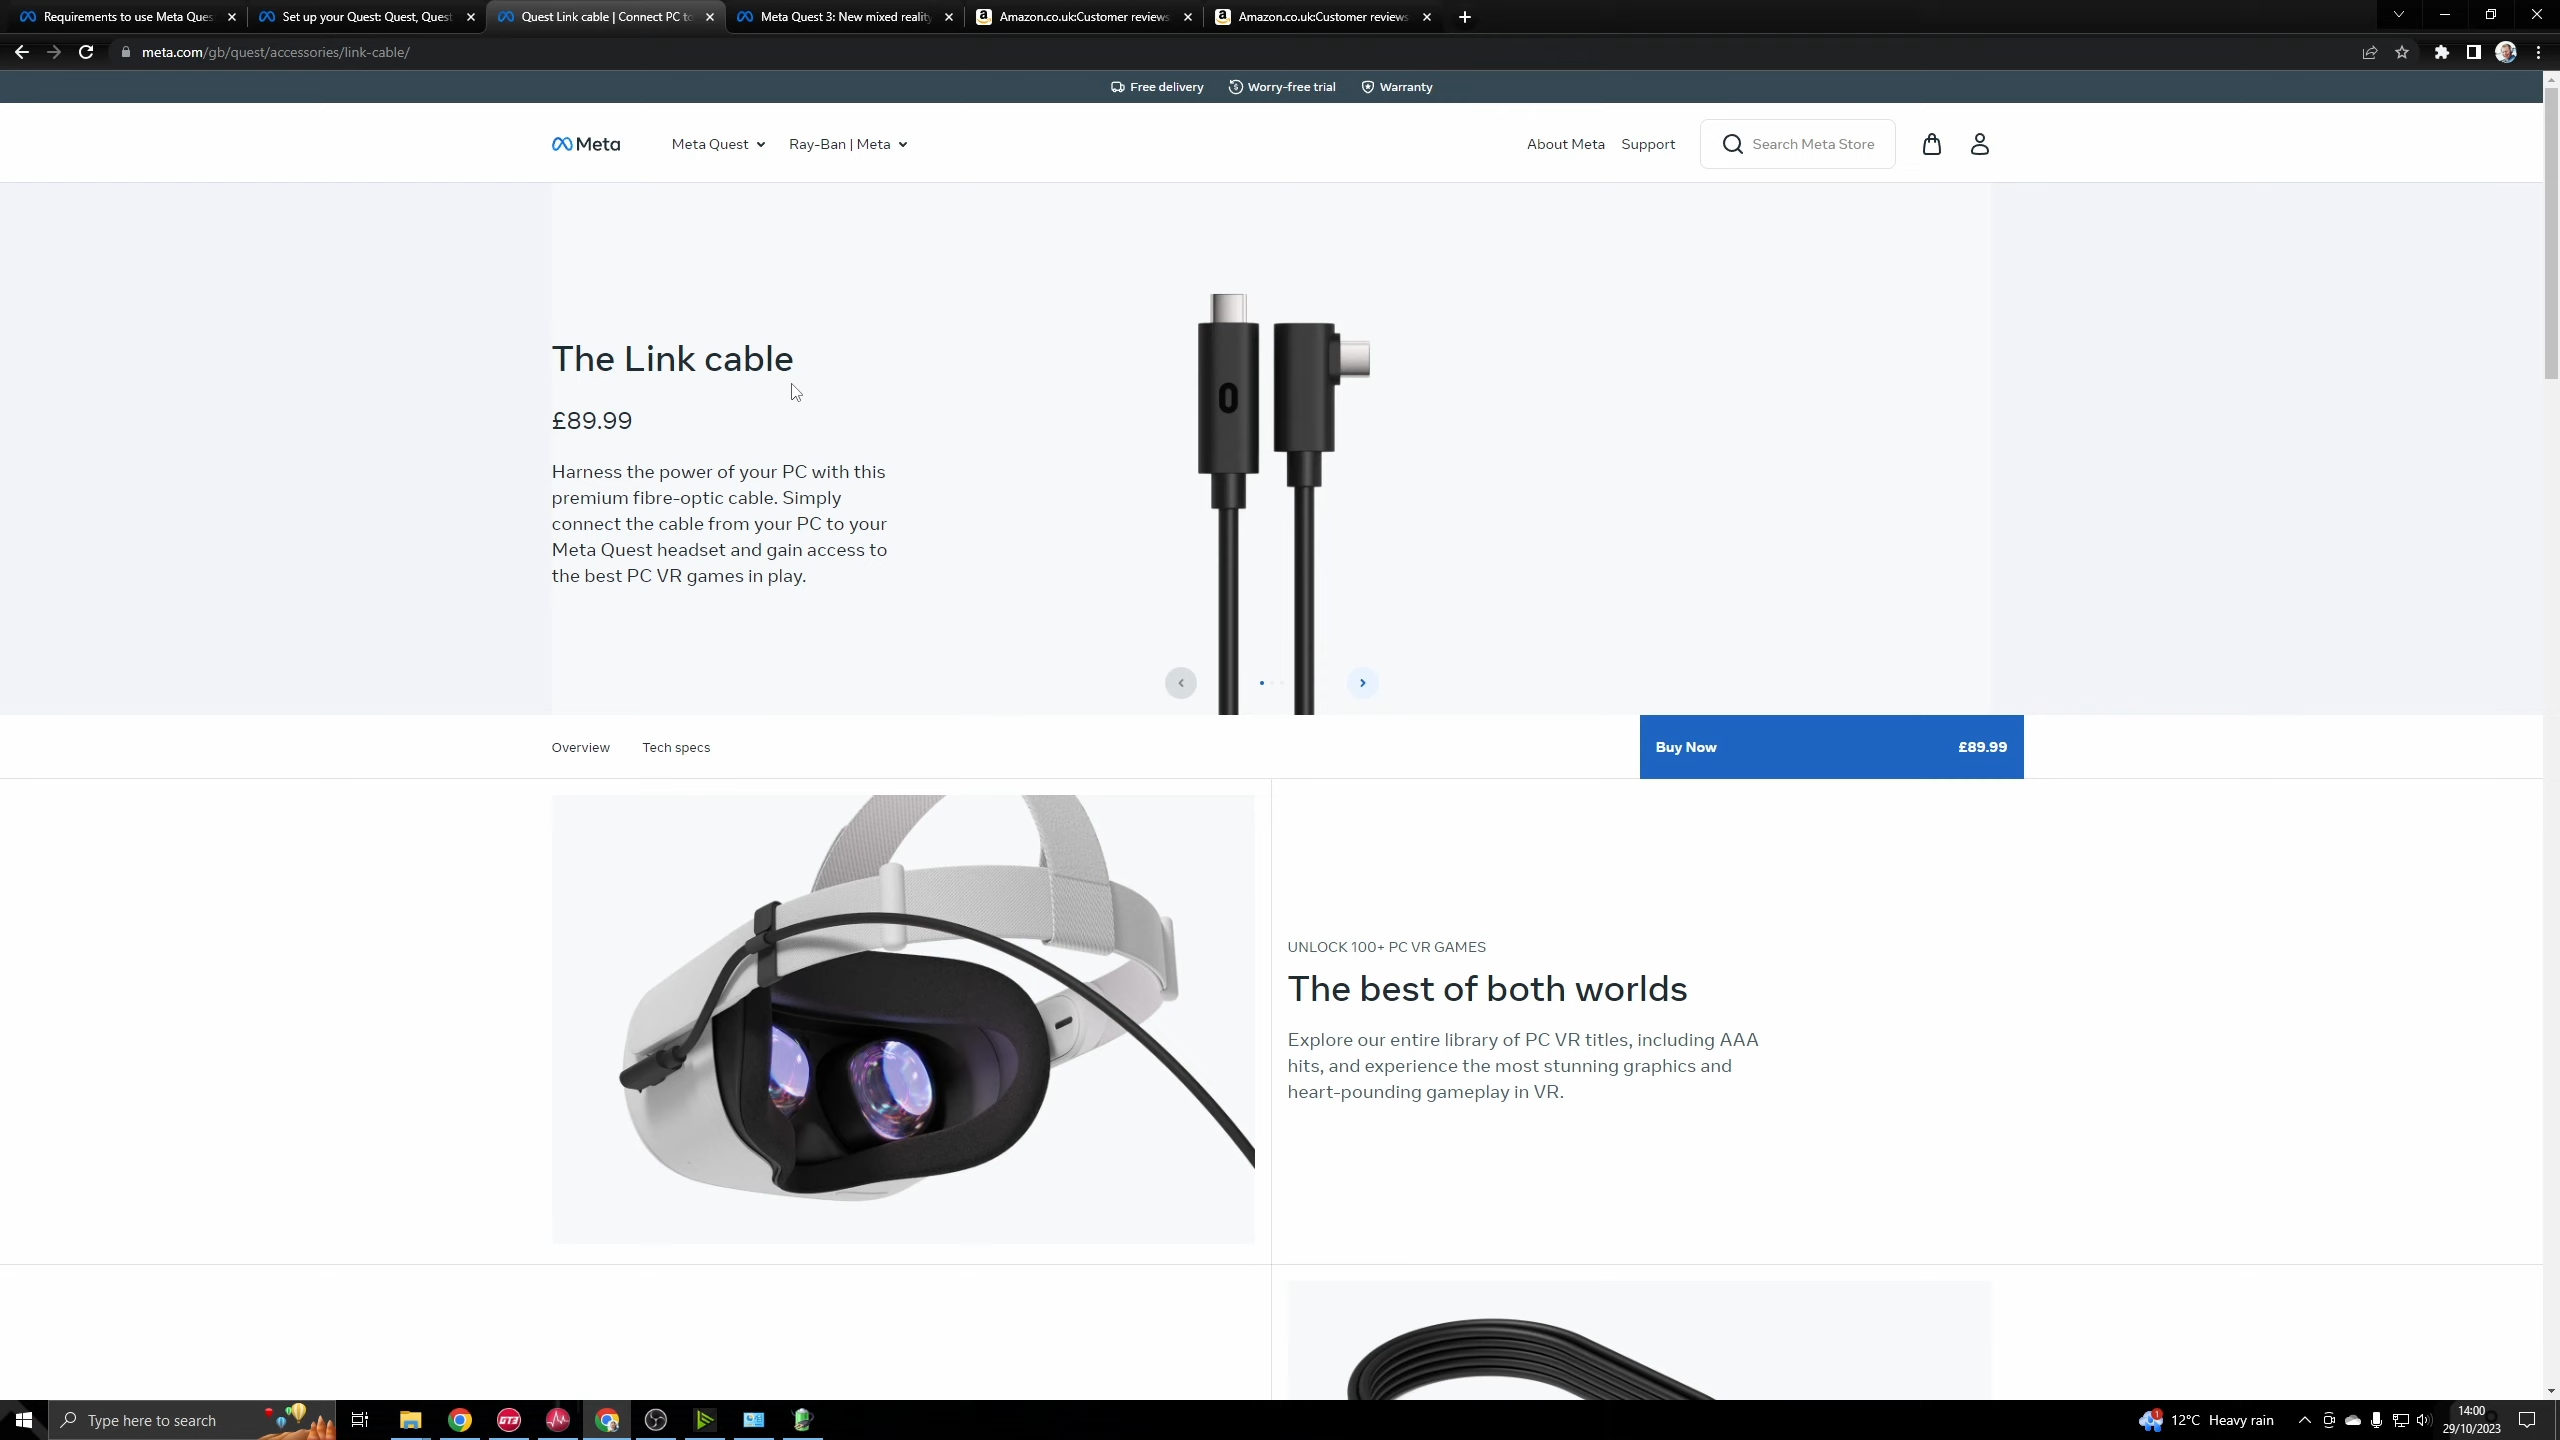 Requirements to use Meta Ques
Set up your Quest: Quest, Quest
Quest Link cable | Connect PC to
Meta Quest 3: New mixed reality
Amazon.co.uk:Customer reviews
Amazon.co.uk:Customer reviews
meta.com/gb/quest/accessories/link-cable/
Free delivery Worry-free trial Warranty
Meta Meta Quest Ray-Ban | Meta About Meta Support Search Meta Store
The Link cable
£89.99
Harness the power of your PC with this
premium fibre-optic cable. Simply
connect the cable from your PC to your
Meta Quest headset and gain access to
the best PC VR games in play.
Overview Tech specs Buy Now £89.99
UNLOCK 100+ PC VR GAMES
The best of both worlds
Explore our entire library of PC VR titles, including AAA
hits, and experience the most stunning graphics and
heart-pounding gameplay in VR.
Type here to search
GT3
1
12°C Heavy rain
14:00
29/10/2023